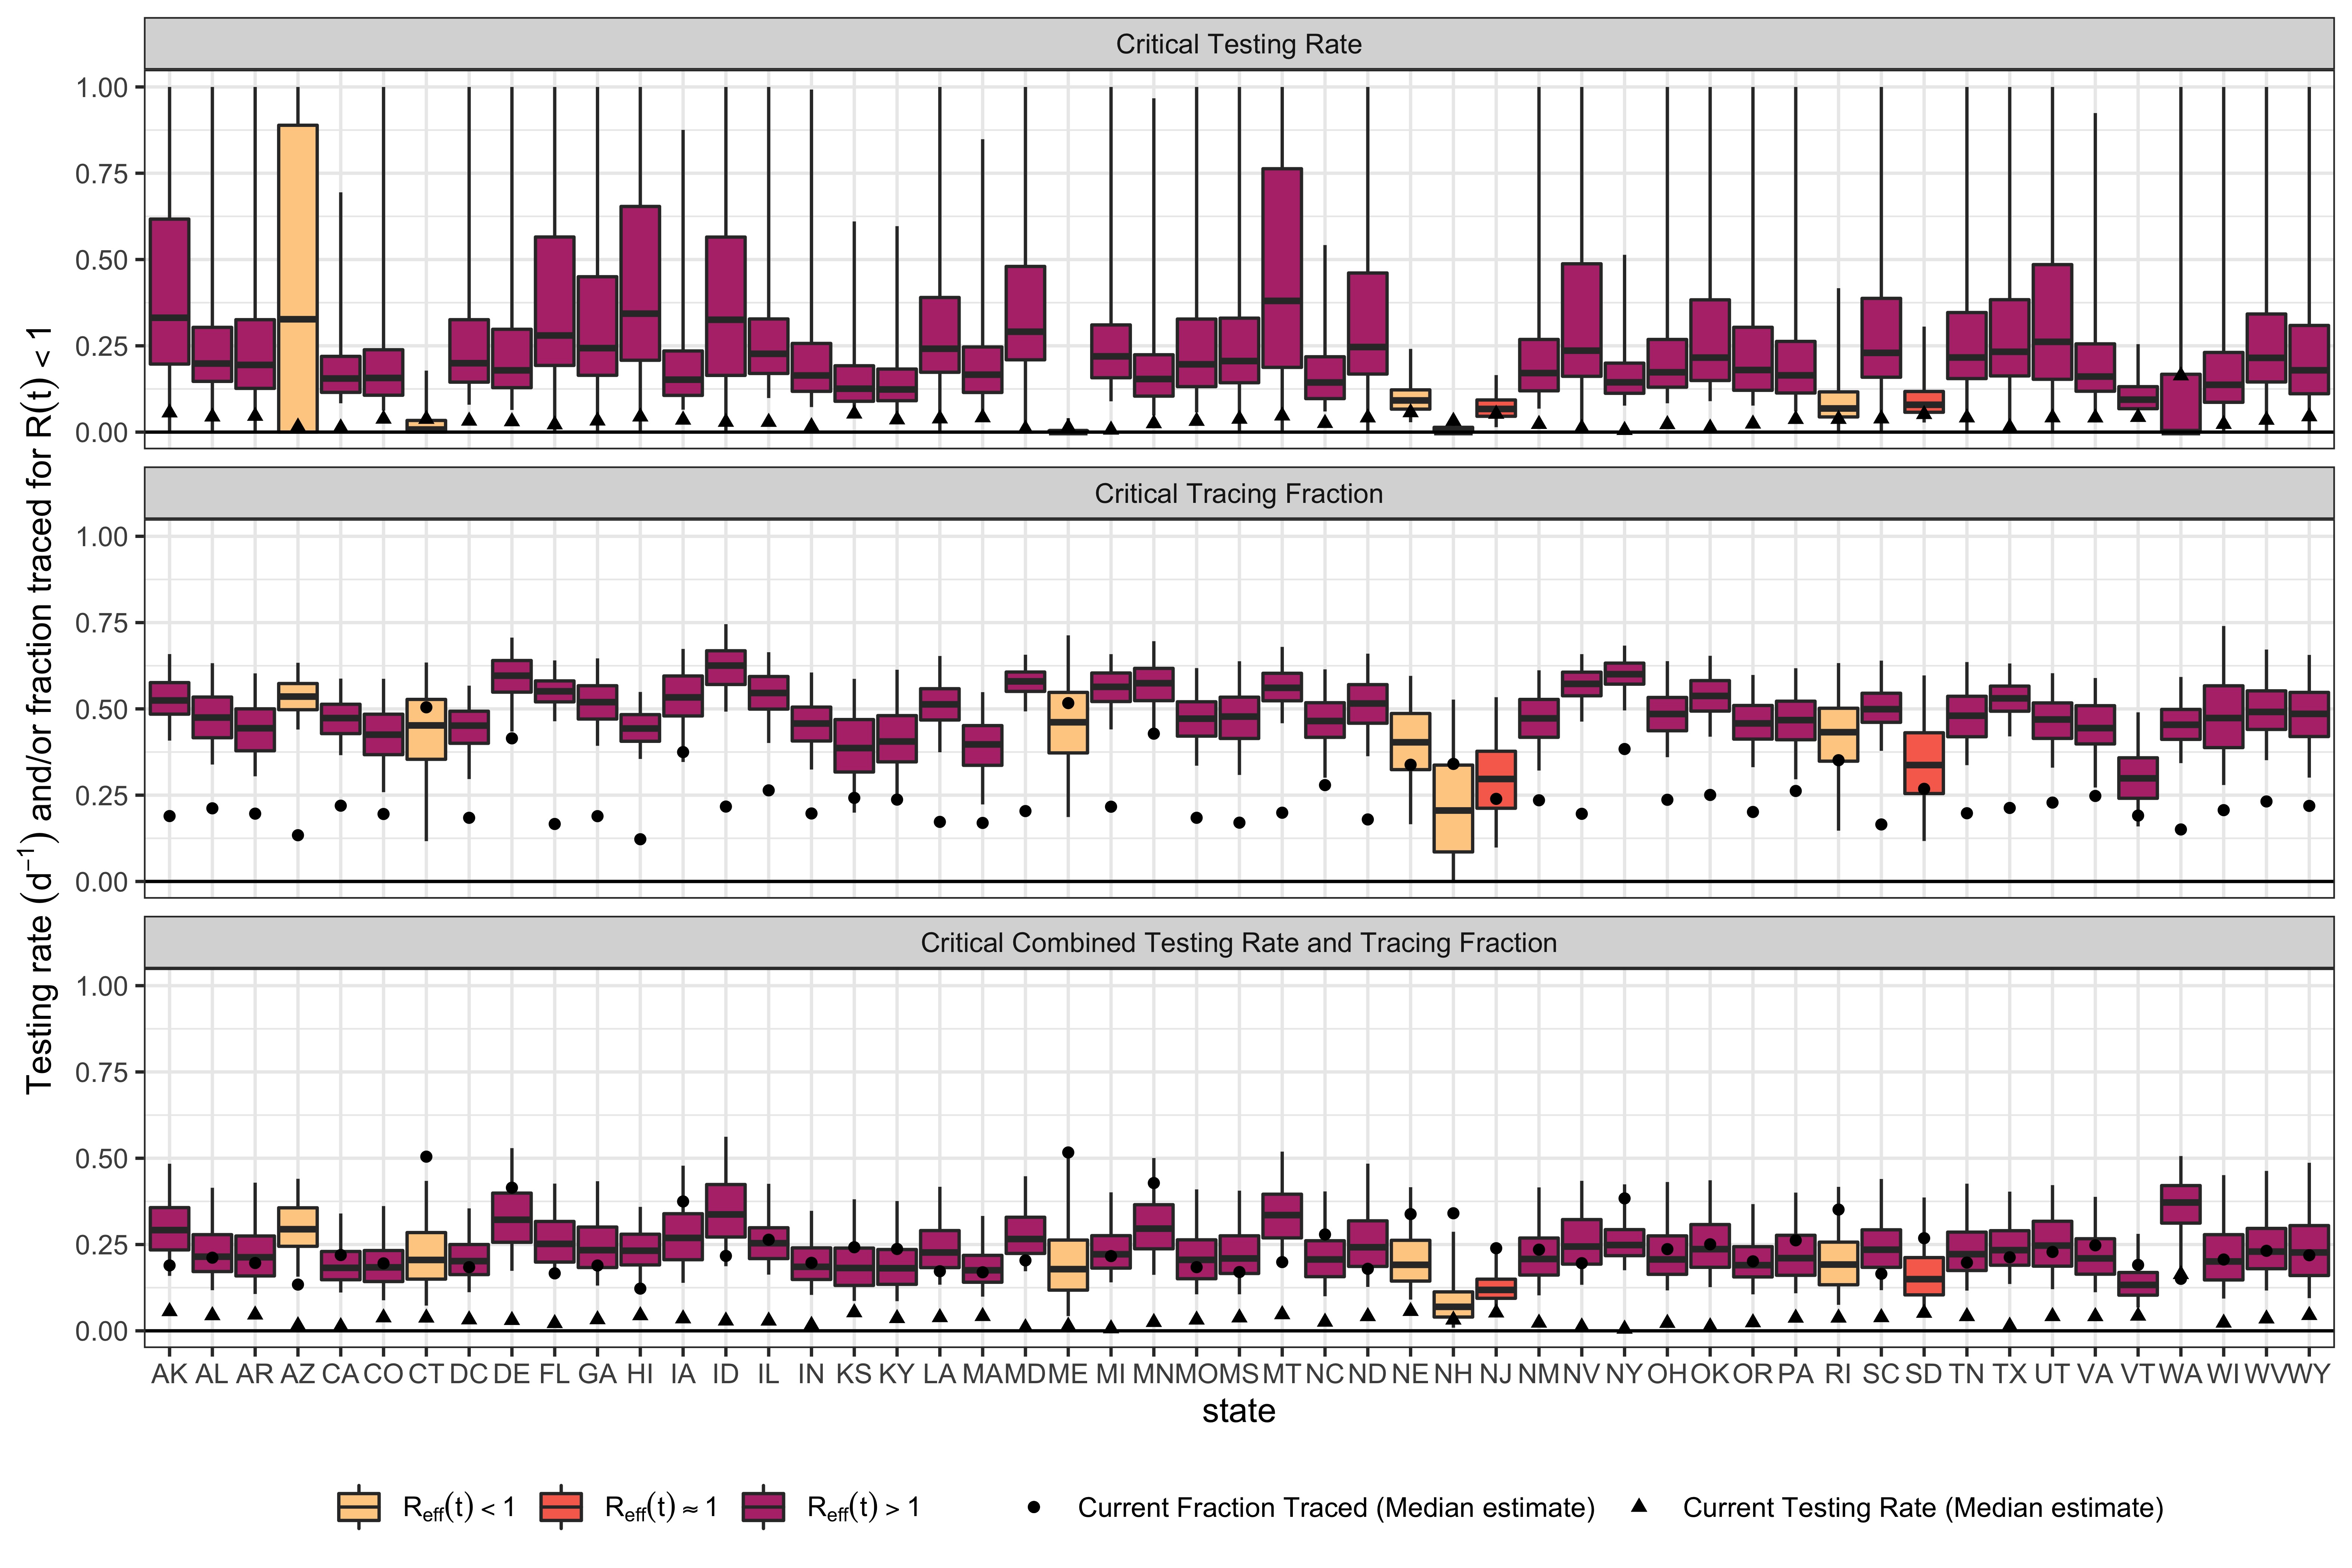 Critical Testing Rate
1.00
0.75
0.50
0.25
0.00
Critical Tracing Fraction
1.00
0.75
0.50
0.25
0.00
Critical Combined Testing Rate and Tracing Fraction
1.00
0.75
0.50
0.25
0.00
Testing rate (d⁻¹) and/or fraction traced for R(t) < 1
AK AL AR AZ CA CO CT DC DE FL GA HI IA ID IL IN KS KY LA MA MD ME MI MN MO MS MT NC ND NE NH NJ NM NV NY OH OK OR PA RI SC SD TN TX UT VA VT WA WI WV WY
state
Reff(t) < 1 Reff(t) ≈ 1 Reff(t) > 1 Current Fraction Traced (Median estimate) Current Testing Rate (Median estimate)